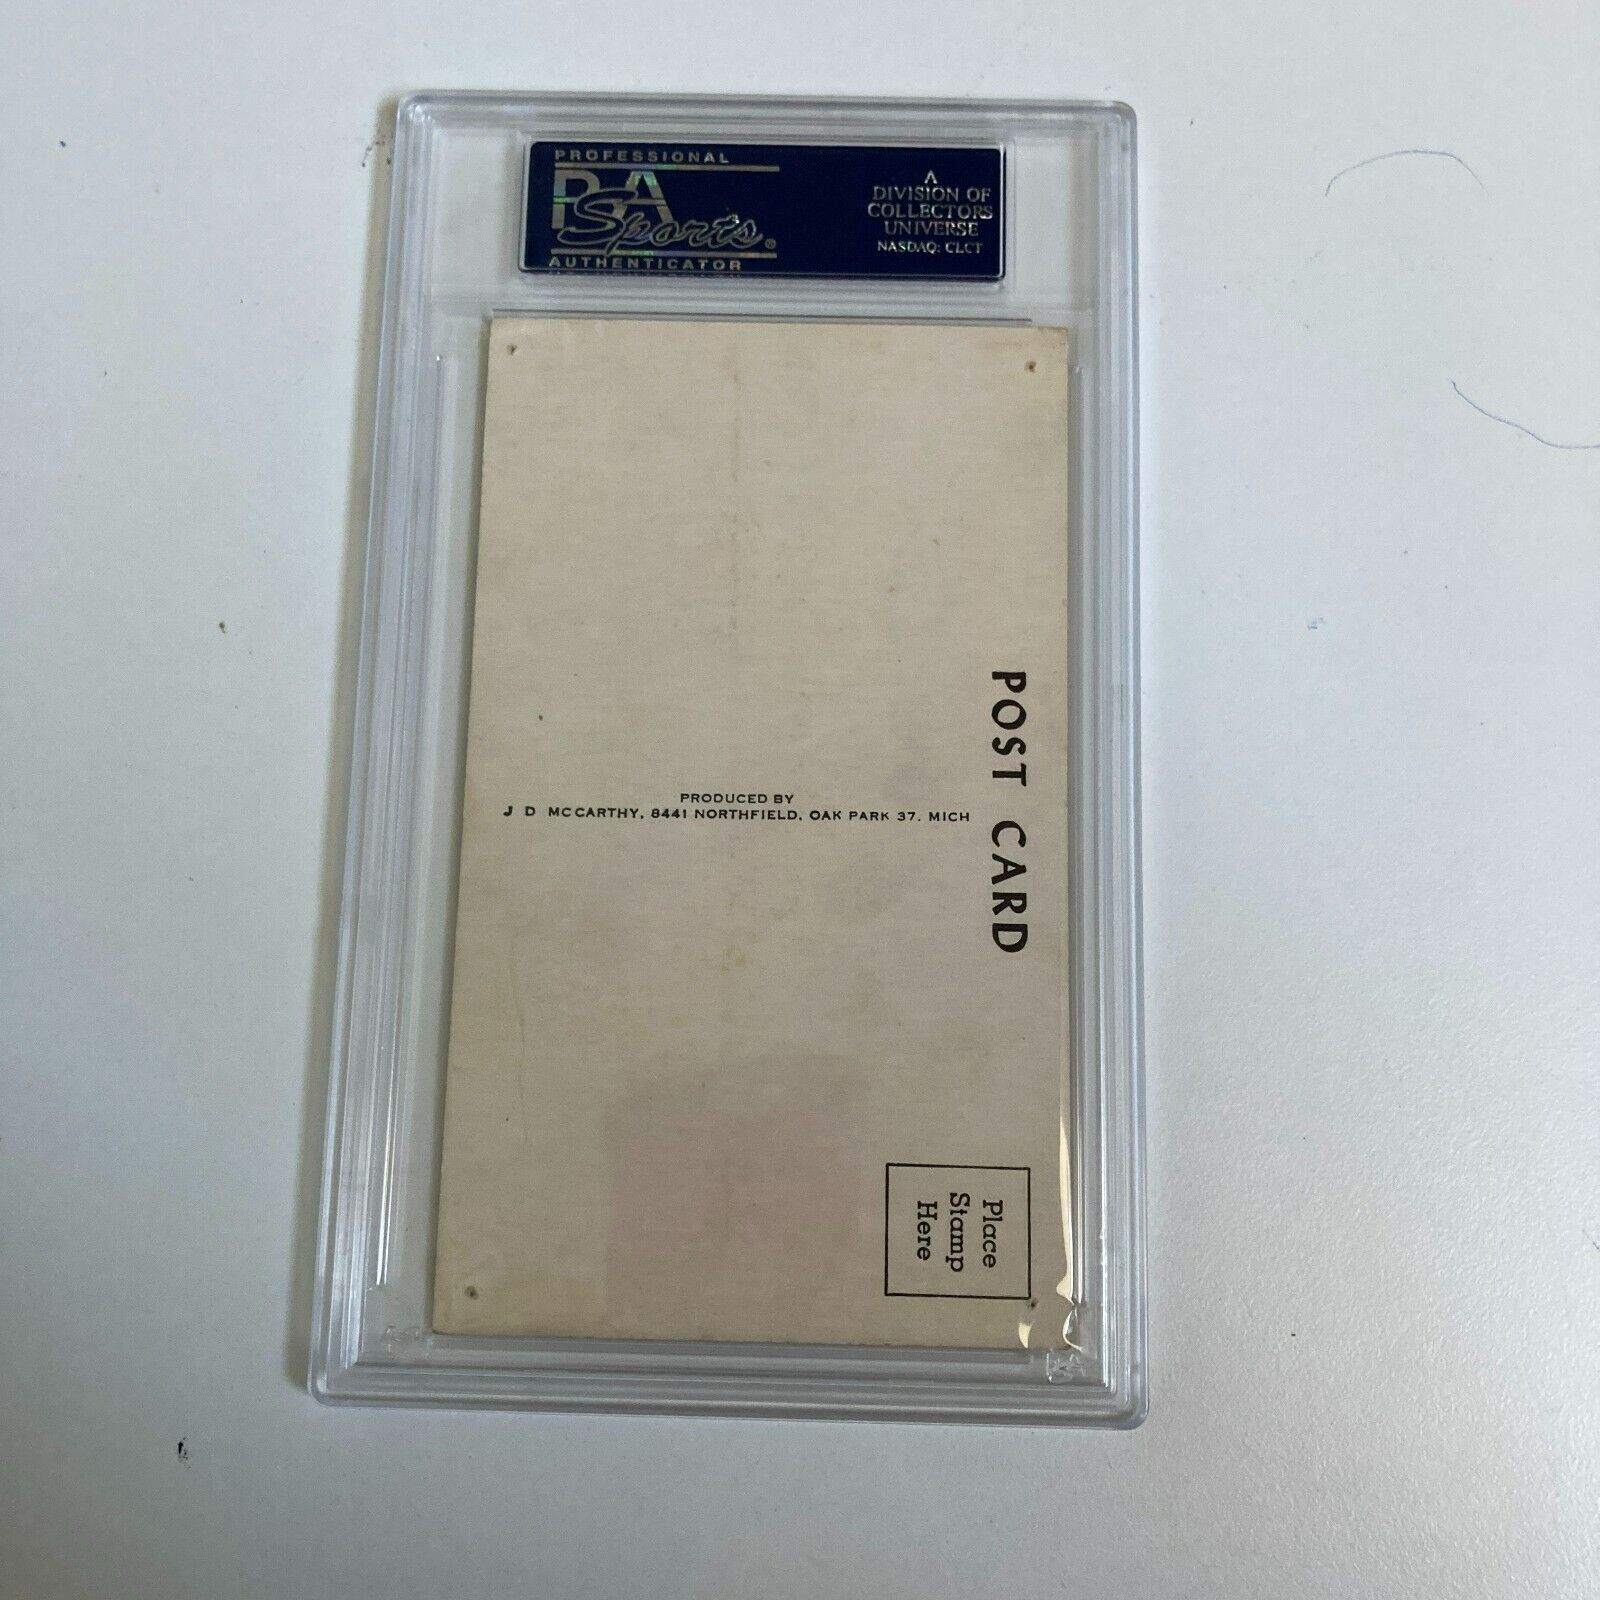 PROFESSIONAL
PSA
Sports®
AUTHENTICATOR
A
DIVISION OF
COLLECTORS
UNIVERSE
NASDAQ: CLCT
POST CARD
PRODUCED BY
J D MCCARTHY, 8441 NORTHFIELD, OAK PARK 37, MICH
Place
Stamp
Here